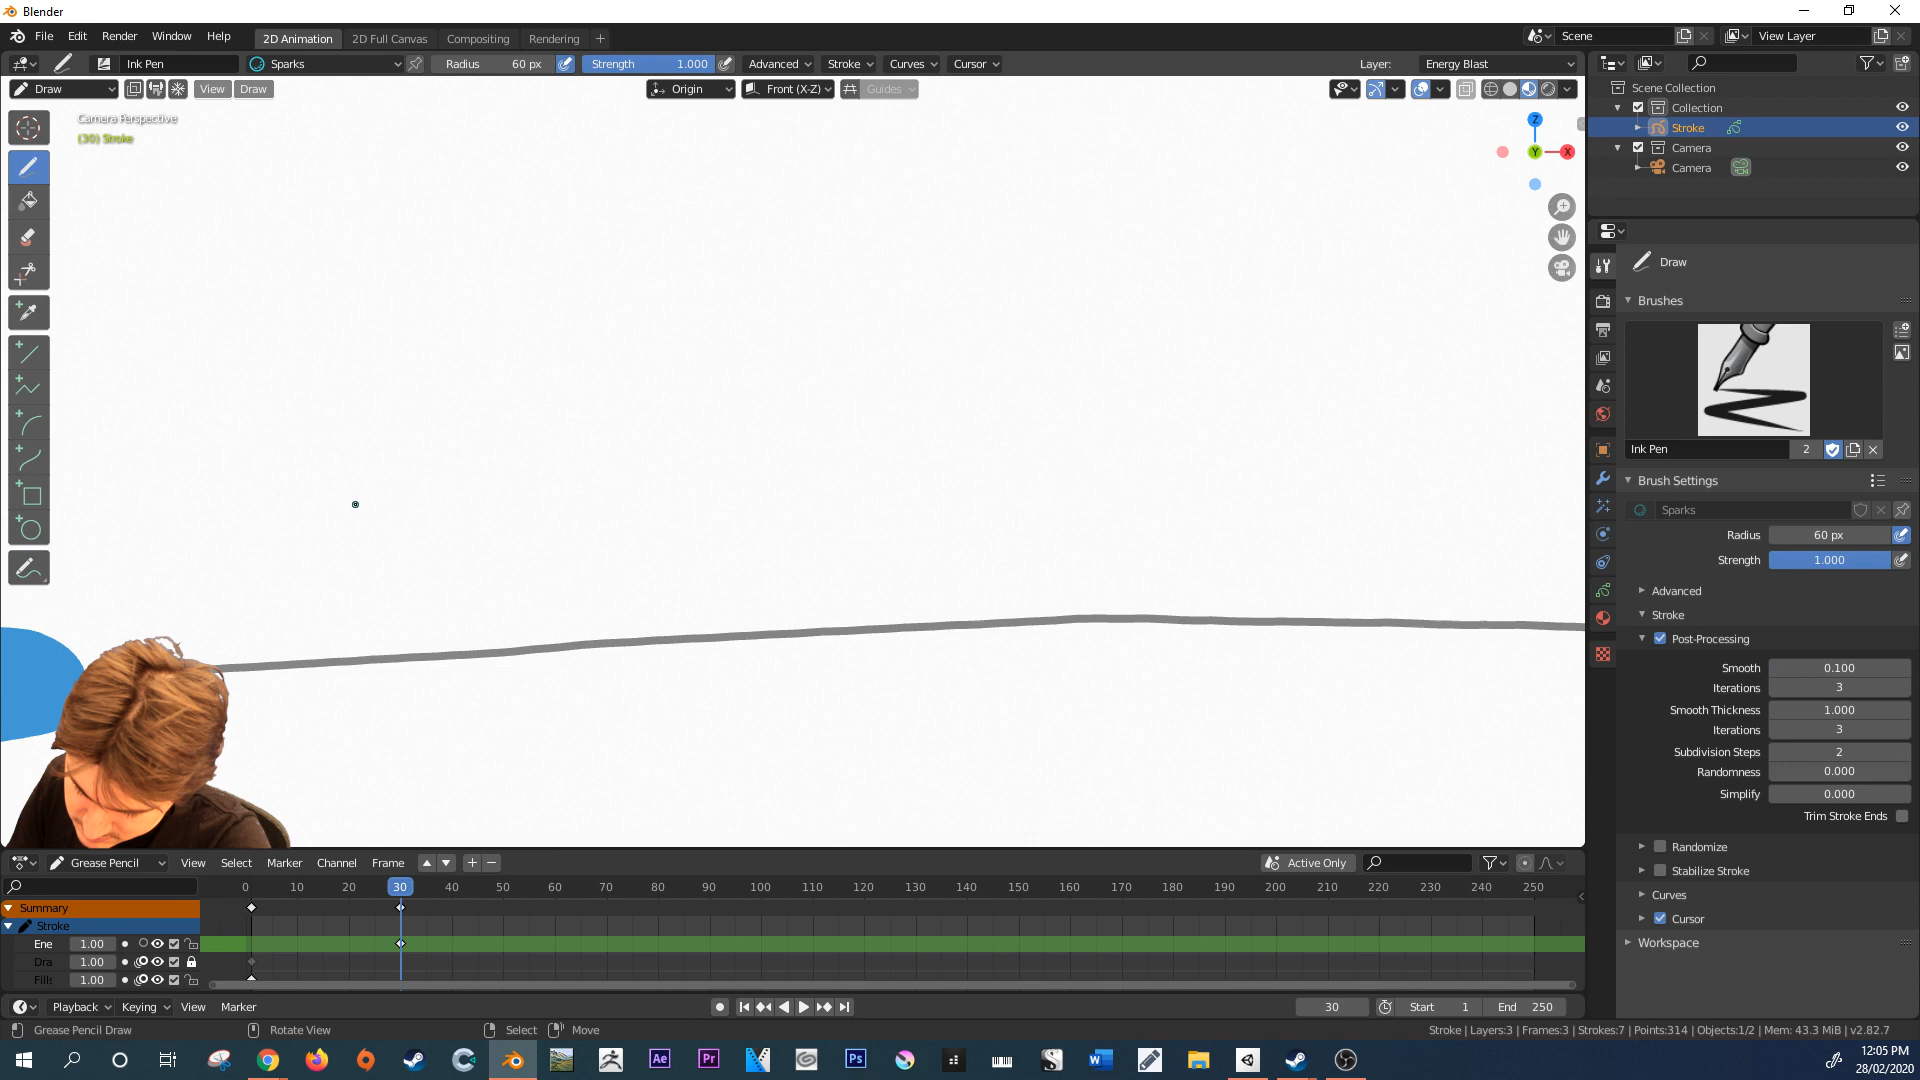 Blender
File Edit Render Window Help 2D Animation 2D Full Canvas Compositing Rendering + Scene View Layer
Ink Pen Sparks Radius 60 px Strength 1.000 Advanced Stroke Curves Cursor Layer: Energy Blast
Draw View Draw Origin Front (X-Z) Guides
Camera Perspective
(30) Stroke
Z
Y X
Scene Collection
Collection
Stroke
Camera
Camera
Draw
Brushes
Ink Pen 2
Brush Settings
Sparks
Radius 60 px
Strength 1.000
Advanced
Stroke
Post-Processing
Smooth 0.100
Iterations 3
Smooth Thickness 1.000
Iterations 3
Subdivision Steps 2
Randomness 0.000
Simplify 0.000
Trim Stroke Ends
Randomize
Stabilize Stroke
Curves
Cursor
Workspace
Grease Pencil View Select Marker Channel Frame Active Only
0 10 20 30 40 50 60 70 80 90 100 110 120 130 140 150 160 170 180 190 200 210 220 230 240 250
Summary
Stroke
Ene 1.00
Dra 1.00
Fills 1.00
Playback Keying View Marker 30 Start 1 End 250
Grease Pencil Draw Rotate View Select Move Stroke | Layers:3 | Frames:3 | Strokes:7 | Points:314 | Objects:1/2 | Mem: 43.3 MiB | v2.82.7
Ae Pr Ps W
12:05 PM
28/02/2020